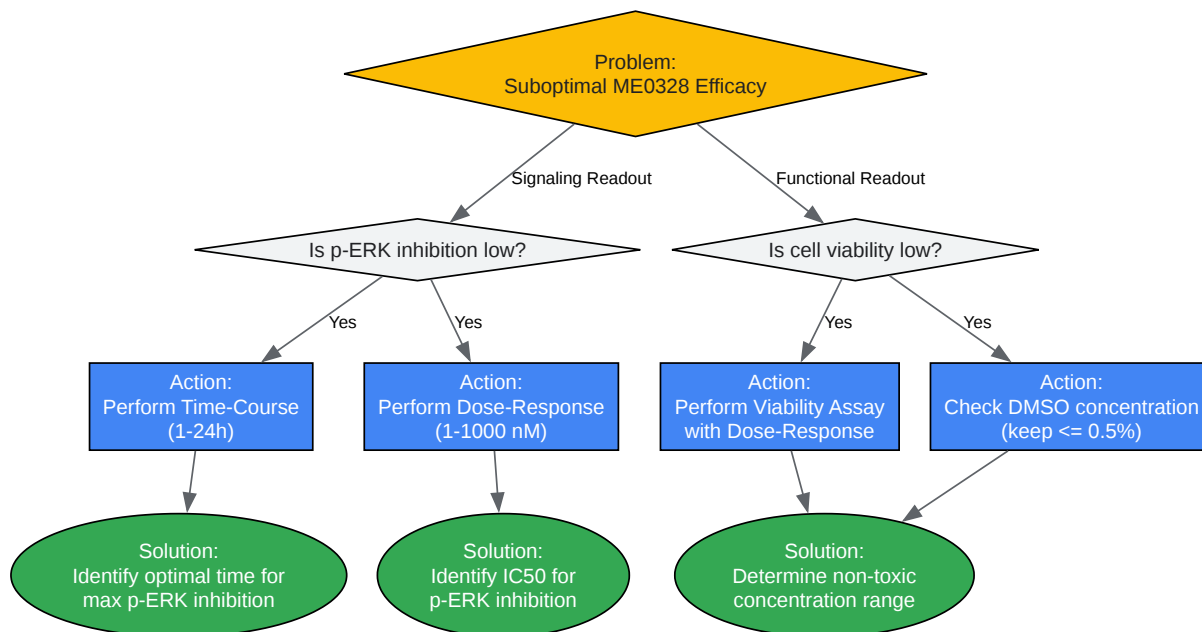 Problem:
Suboptimal ME0328 Efficacy
Signaling Readout
Functional Readout
Is p-ERK inhibition low?
Is cell viability low?
Yes
Yes
Yes
Yes
Action:
Perform Time-Course
(1-24h)
Action:
Perform Dose-Response
(1-1000 nM)
Action:
Perform Viability Assay
with Dose-Response
Action:
Check DMSO concentration
(keep <= 0.5%)
Solution:
Identify optimal time for
max p-ERK inhibition
Solution:
Identify IC50 for
p-ERK inhibition
Solution:
Determine non-toxic
concentration range